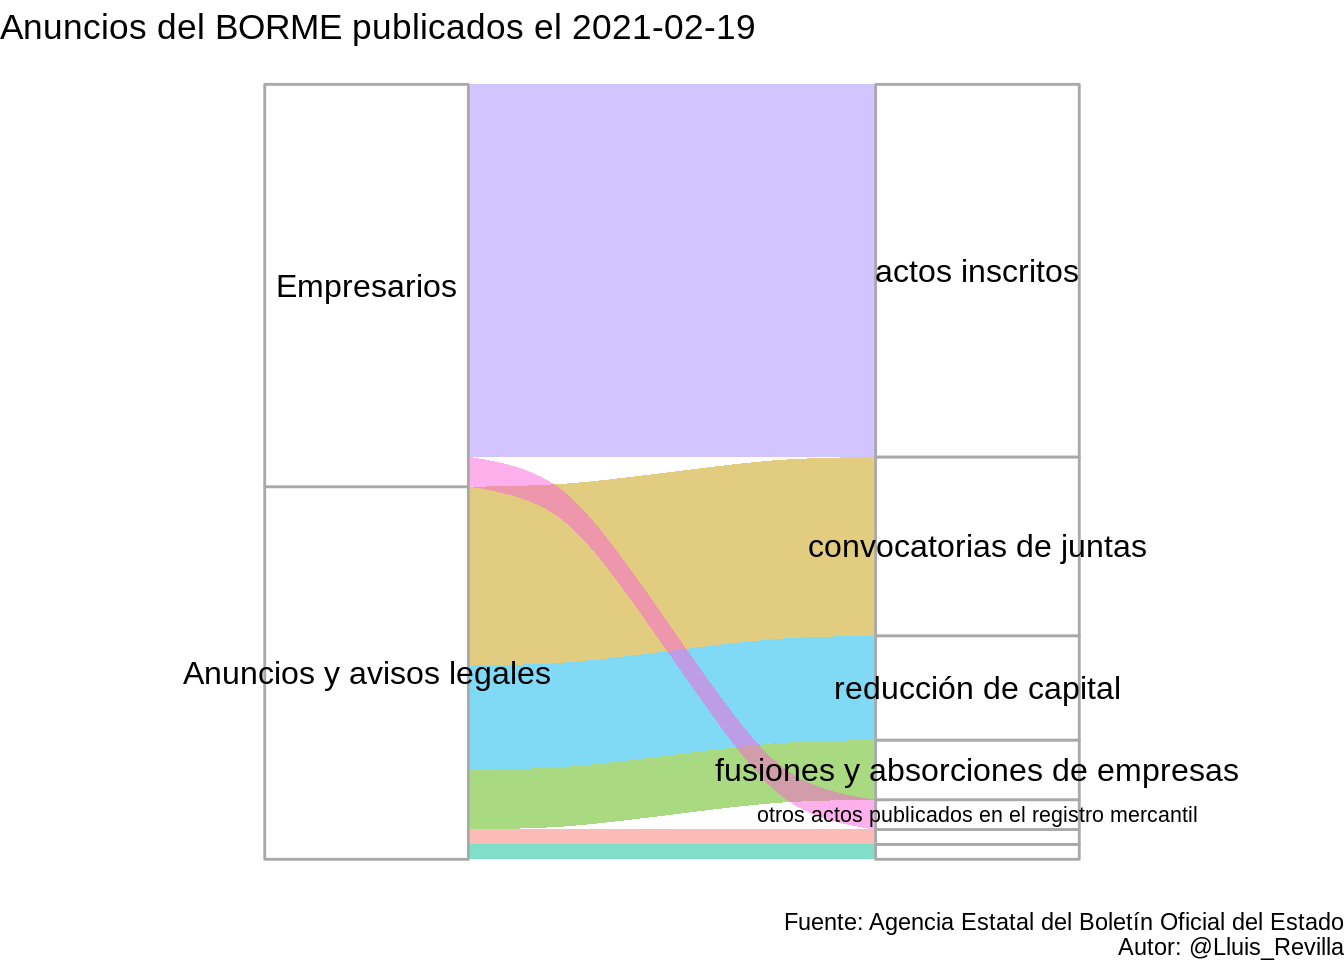 Anuncios del BORME publicados el 2021-02-19
Empresarios
actos inscritos
convocatorias de juntas
Anuncios y avisos legales
reducción de capital
fusiones y absorciones de empresas
otros actos publicados en el registro mercantil
Fuente: Agencia Estatal del Boletín Oficial del Estado
Autor: @Lluis_Revilla